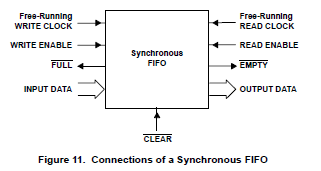 Free-Running
WRITE CLOCK
WRITE ENABLE
FULL
INPUT DATA
Synchronous
FIFO
Free-Running
READ CLOCK
READ ENABLE
EMPTY
OUTPUT DATA
CLEAR
Figure 11. Connections of a Synchronous FIFO